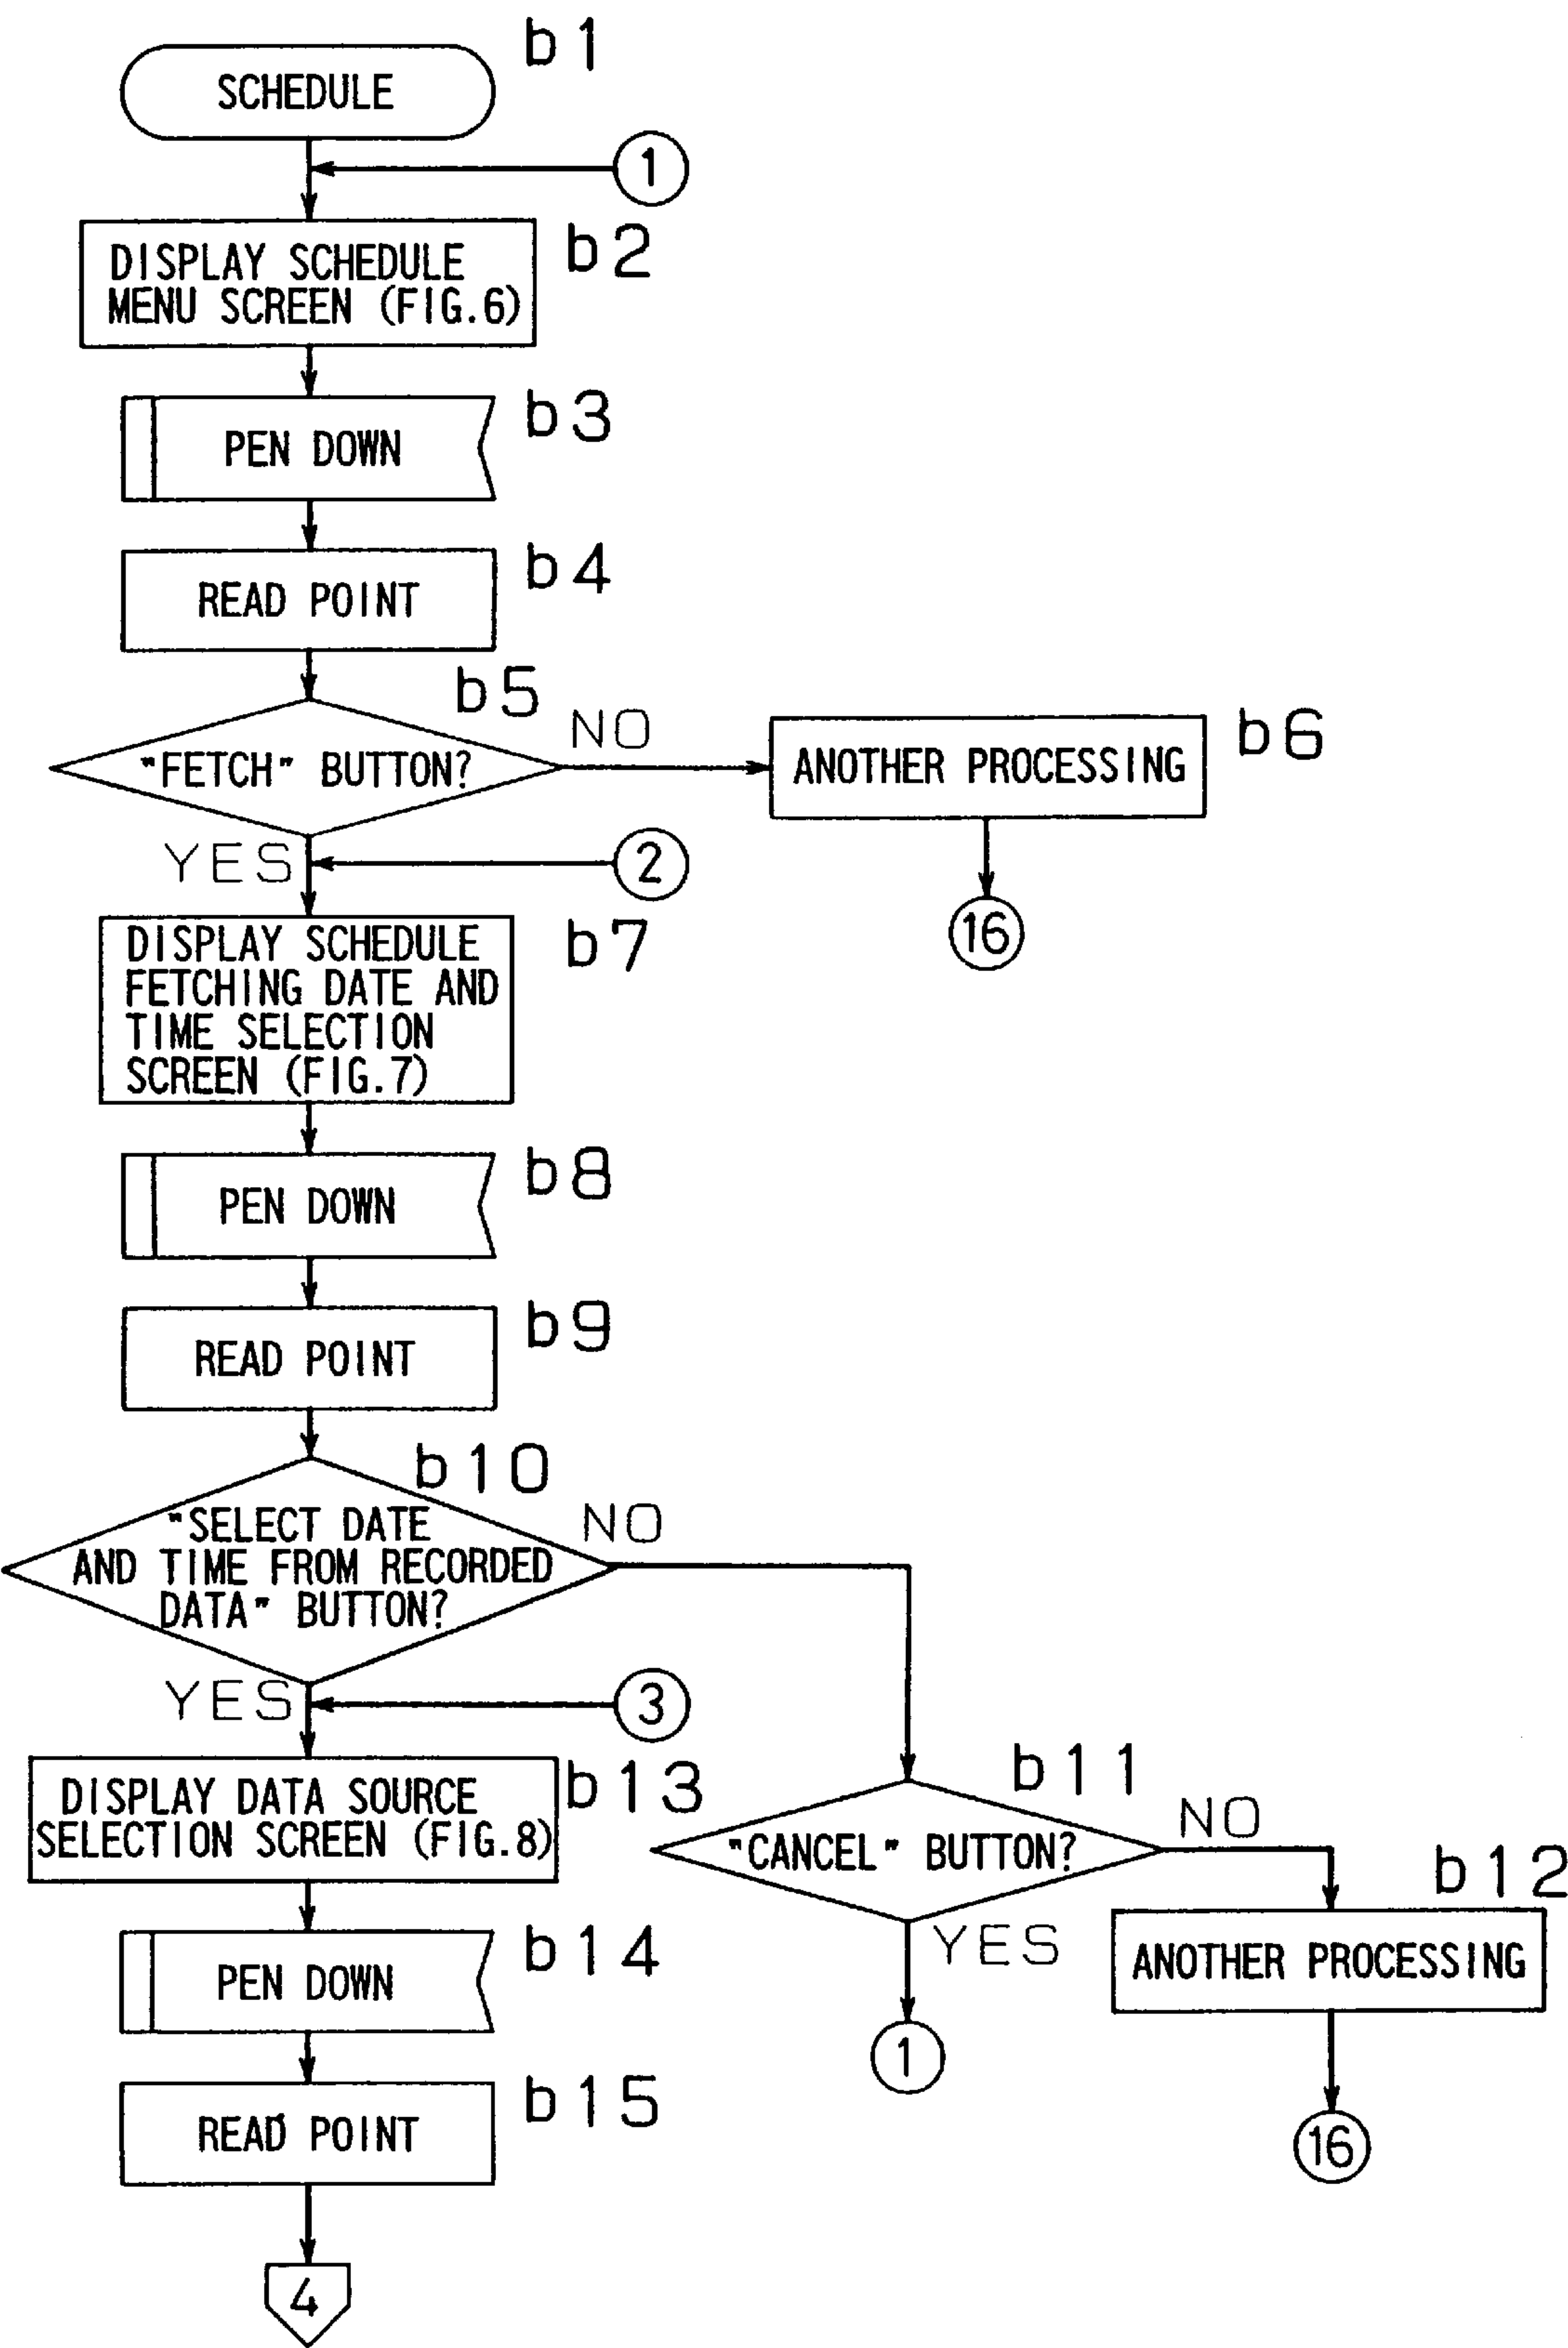 b1
SCHEDULE
1
b2
DISPLAY SCHEDULE
MENU SCREEN (FIG.6)
b3
PEN DOWN
b4
READ POINT
b5
"FETCH" BUTTON?
NO
b6
ANOTHER PROCESSING
YES
2
16
b7
DISPLAY SCHEDULE
FETCHING DATE AND
TIME SELECTION
SCREEN (FIG.7)
b8
PEN DOWN
b9
READ POINT
b10
"SELECT DATE
AND TIME FROM RECORDED
DATA" BUTTON?
NO
YES
3
b13
DISPLAY DATA SOURCE
SELECTION SCREEN (FIG.8)
b11
"CANCEL" BUTTON?
NO
b12
ANOTHER PROCESSING
YES
b14
PEN DOWN
1
b15
READ POINT
16
4